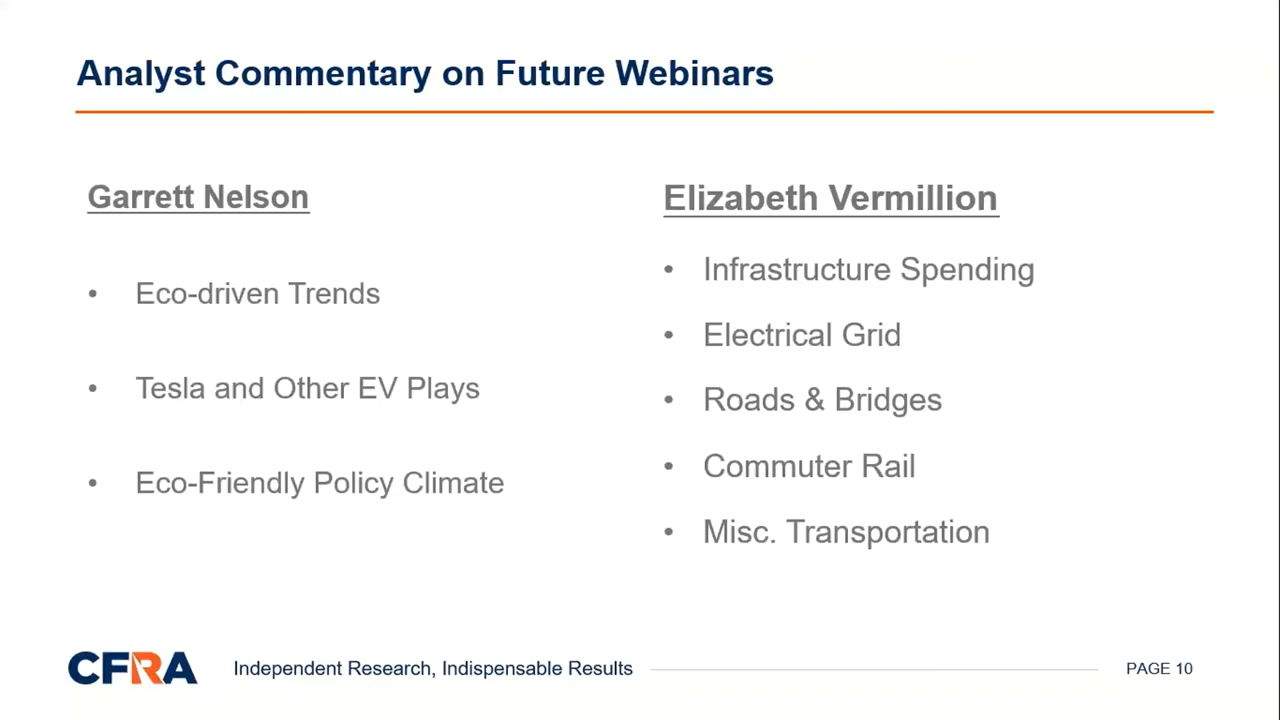 Analyst Commentary on Future Webinars
Garrett Nelson
• Eco-driven Trends
• Tesla and Other EV Plays
• Eco-Friendly Policy Climate
Elizabeth Vermillion
• Infrastructure Spending
• Electrical Grid
• Roads & Bridges
• Commuter Rail
• Misc. Transportation
CFRA Independent Research, Indispensable Results PAGE 10